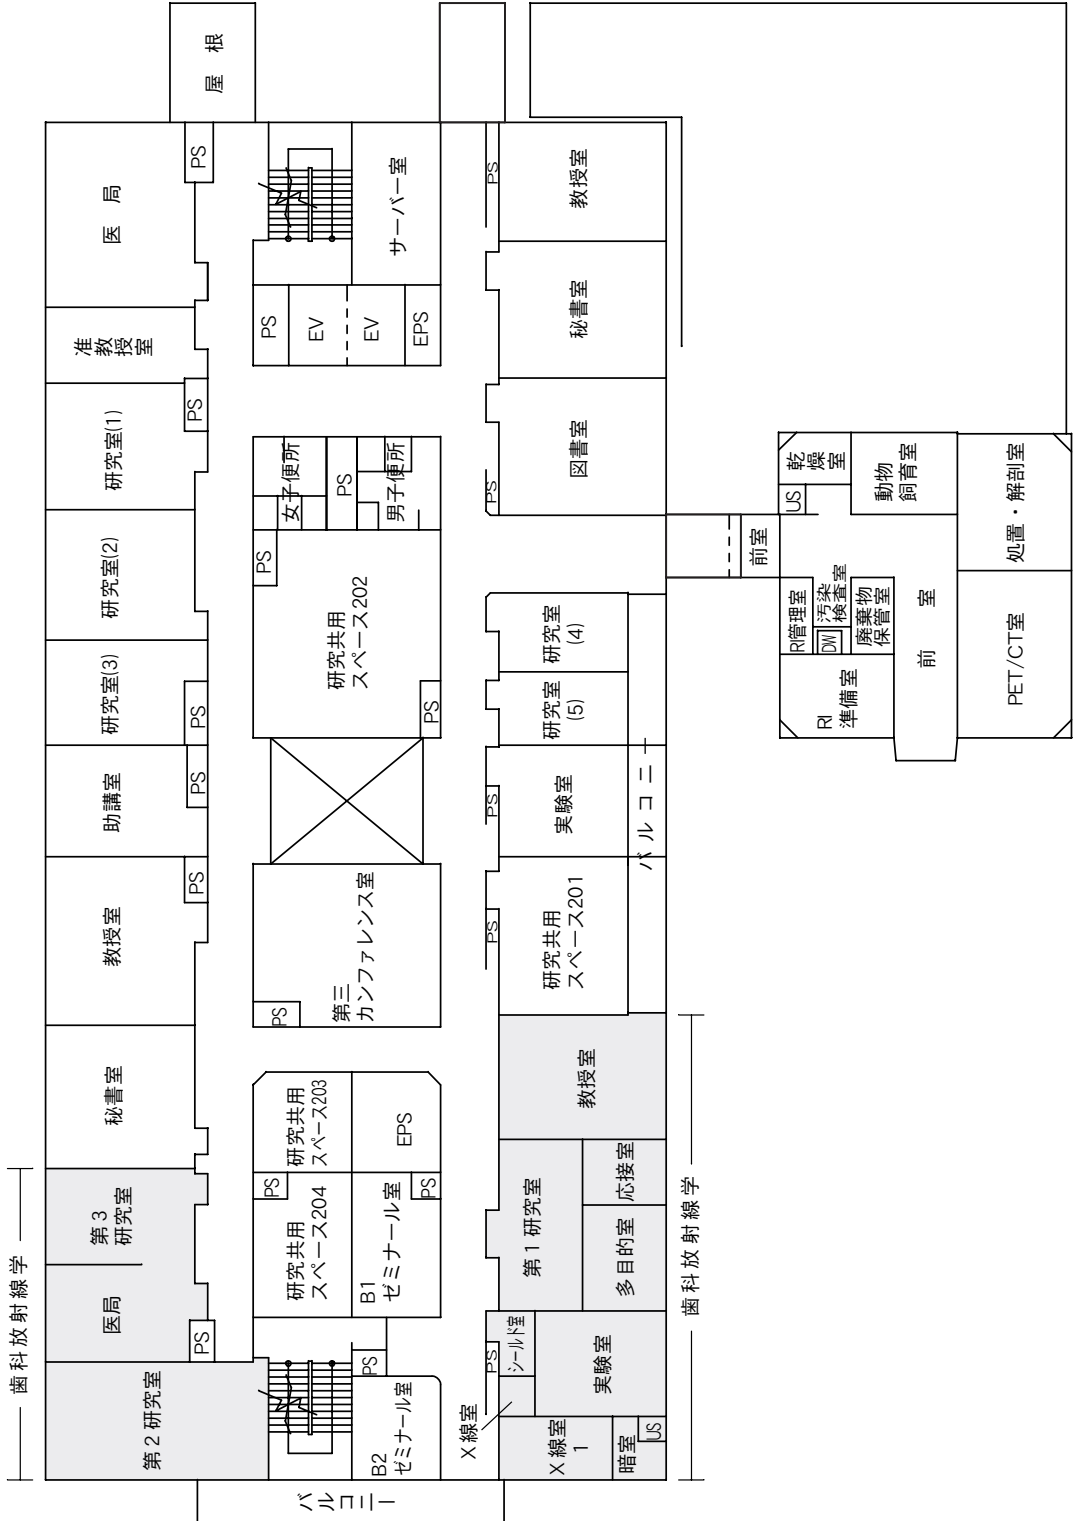 屋根
医局
PS
准教授室
研究室(1)
PS
研究室(2)
研究室(3)
PS
助講室
PS
教授室
PS
秘書室
第3
研究室
医局
PS
第2研究室
歯科放射線学
サーバー室
PS
EV
EV
EPS
女子便所
PS
男子便所
PS
研究共用
スペース202
PS
第三
カンファレンス室
PS
研究共用
スペース203
EPS
PS
研究共用
スペース204
B1
ゼミナール室
PS
PS
B2
ゼミナール室
バルコニー
PS
教授室
秘書室
図書室
PS
研究室
(4)
研究室
(5)
実験室
PS
研究共用
スペース201
PS
バルコニー
教授室
第1研究室
応接室
多目的室
PS
シールド室
実験室
X線室
X線室
1
暗室
US
歯科放射線学
前室
US
乾燥室
動物
飼育室
処置・解剖室
RI管理室
汚染
検査室
DW
廃棄物
保管室
RI
準備室
前室
PET/CT室